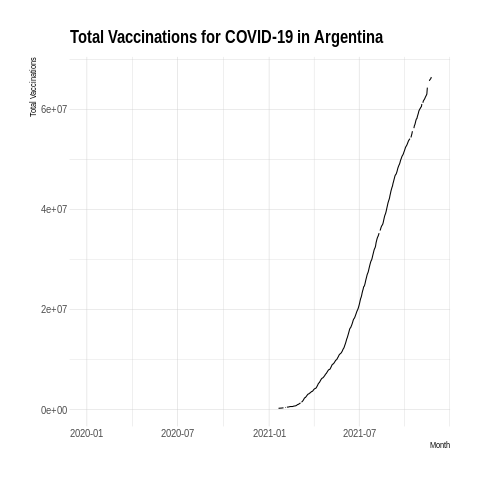 Total Vaccinations for COVID-19 in Argentina
Total Vaccinations
6e+07
4e+07
2e+07
0e+00
2020-01 2020-07 2021-01 2021-07
Month